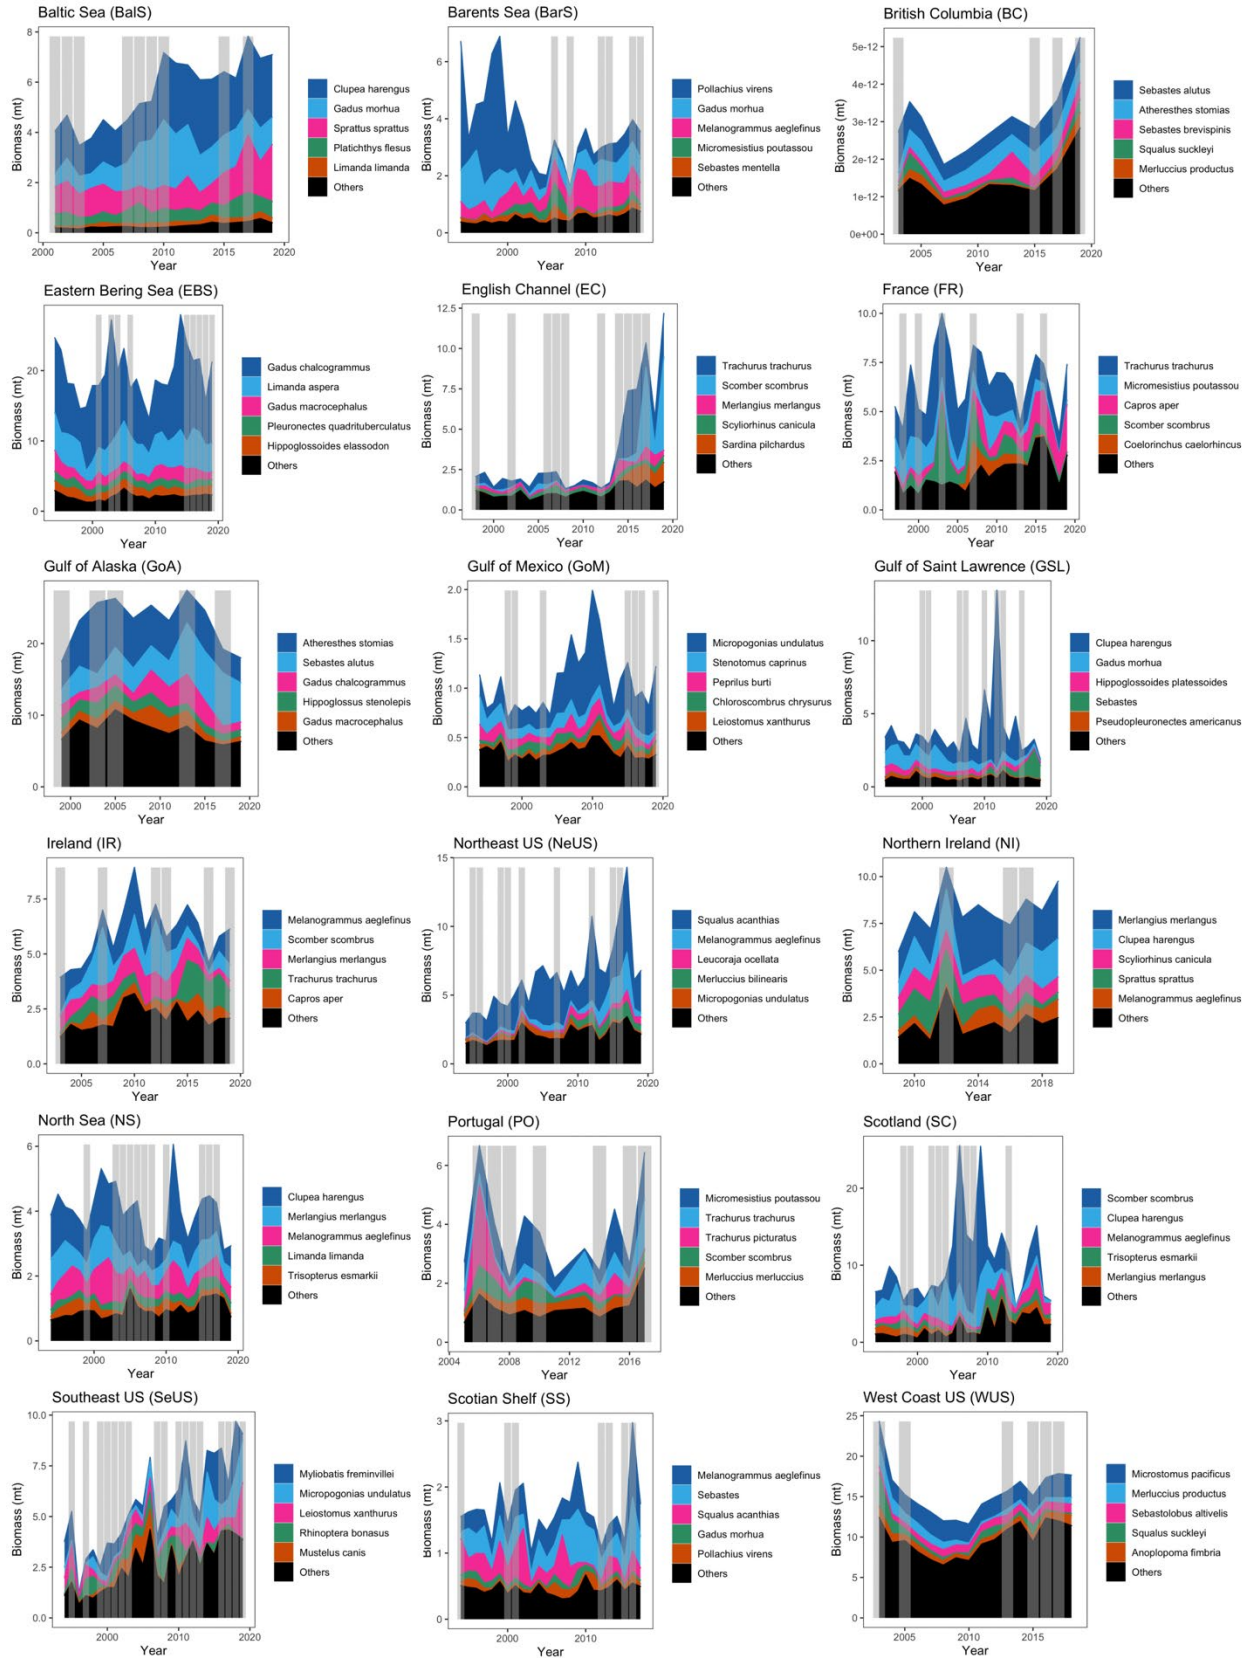 Baltic Sea (BalS)
Biomass (mt)
8
6
4
2
0
2000 2005 2010 2015 2020
Year
Clupea harengus
Gadus morhua
Sprattus sprattus
Platichthys flesus
Limanda limanda
Others
Barents Sea (BarS)
Biomass (mt)
6
4
2
0
2000 2010
Year
Pollachius virens
Gadus morhua
Melanogrammus aeglefinus
Micromesistius poutassou
Sebastes mentella
Others
British Columbia (BC)
Biomass (mt)
5e-12
4e-12
3e-12
2e-12
1e-12
0e+00
2005 2010 2015 2020
Year
Sebastes alutus
Atheresthes stomias
Sebastes brevispinis
Squalus suckleyi
Merluccius productus
Others
Eastern Bering Sea (EBS)
Biomass (mt)
20
10
0
2000 2010 2020
Year
Gadus chalcogrammus
Limanda aspera
Gadus macrocephalus
Pleuronectes quadrituberculatus
Hippoglossoides elassodon
Others
English Channel (EC)
Biomass (mt)
12.5
10.0
7.5
5.0
2.5
0.0
2000 2005 2010 2015 2020
Year
Trachurus trachurus
Scomber scombrus
Merlangius merlangus
Scyliorhinus canicula
Sardina pilchardus
Others
France (FR)
Biomass (mt)
10.0
7.5
5.0
2.5
0.0
2000 2005 2010 2015 2020
Year
Trachurus trachurus
Micromesistius poutassou
Capros aper
Scomber scombrus
Coelorinchus caelorhincus
Others
Gulf of Alaska (GoA)
Biomass (mt)
20
10
0
2000 2005 2010 2015 2020
Year
Atheresthes stomias
Sebastes alutus
Gadus chalcogrammus
Hippoglossus stenolepis
Gadus macrocephalus
Others
Gulf of Mexico (GoM)
Biomass (mt)
2.0
1.5
1.0
0.5
0.0
2000 2010 2020
Year
Micropogonias undulatus
Stenotomus caprinus
Peprilus burti
Chloroscombrus chrysurus
Leiostomus xanthurus
Others
Gulf of Saint Lawrence (GSL)
Biomass (mt)
10
5
0
2000 2010 2020
Year
Clupea harengus
Gadus morhua
Hippoglossoides platessoides
Sebastes
Pseudopleuronectes americanus
Others
Ireland (IR)
Biomass (mt)
7.5
5.0
2.5
0.0
2005 2010 2015 2020
Year
Melanogrammus aeglefinus
Scomber scombrus
Merlangius merlangus
Trachurus trachurus
Capros aper
Others
Northeast US (NeUS)
Biomass (mt)
15
10
5
0
2000 2010 2020
Year
Squalus acanthias
Melanogrammus aeglefinus
Leucoraja ocellata
Merluccius bilinearis
Micropogonias undulatus
Others
Northern Ireland (NI)
Biomass (mt)
10.0
7.5
5.0
2.5
0.0
2010 2014 2018
Year
Merlangius merlangus
Clupea harengus
Scyliorhinus canicula
Sprattus sprattus
Melanogrammus aeglefinus
Others
North Sea (NS)
Biomass (mt)
6
4
2
0
2000 2010 2020
Year
Clupea harengus
Merlangius merlangus
Melanogrammus aeglefinus
Limanda limanda
Trisopterus esmarkii
Others
Portugal (PO)
Biomass (mt)
6
4
2
0
2004 2008 2012 2016
Year
Micromesistius poutassou
Trachurus trachurus
Trachurus picturatus
Scomber scombrus
Merluccius merluccius
Others
Scotland (SC)
Biomass (mt)
20
10
0
2000 2010 2020
Year
Scomber scombrus
Clupea harengus
Melanogrammus aeglefinus
Trisopterus esmarkii
Merlangius merlangus
Others
Southeast US (SeUS)
Biomass (mt)
10.0
7.5
5.0
2.5
0.0
2000 2010 2020
Year
Myliobatis freminvillei
Micropogonias undulatus
Leiostomus xanthurus
Rhinoptera bonasus
Mustelus canis
Others
Scotian Shelf (SS)
Biomass (mt)
3
2
1
0
2000 2010
Year
Melanogrammus aeglefinus
Sebastes
Squalus acanthias
Gadus morhua
Pollachius virens
Others
West Coast US (WUS)
Biomass (mt)
25
20
15
10
5
0
2005 2010 2015
Year
Microstomus pacificus
Merluccius productus
Sebastolobus altivelis
Squalus suckleyi
Anoplopoma fimbria
Others